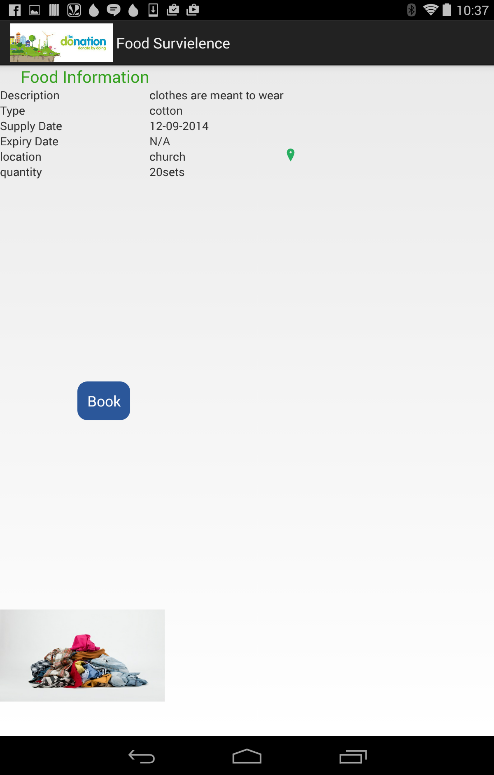 10:37
donation
Food Survielence
Food Information
Description clothes are meant to wear
Type cotton
Supply Date 12-09-2014
Expiry Date N/A
location church
quantity 20sets
Book